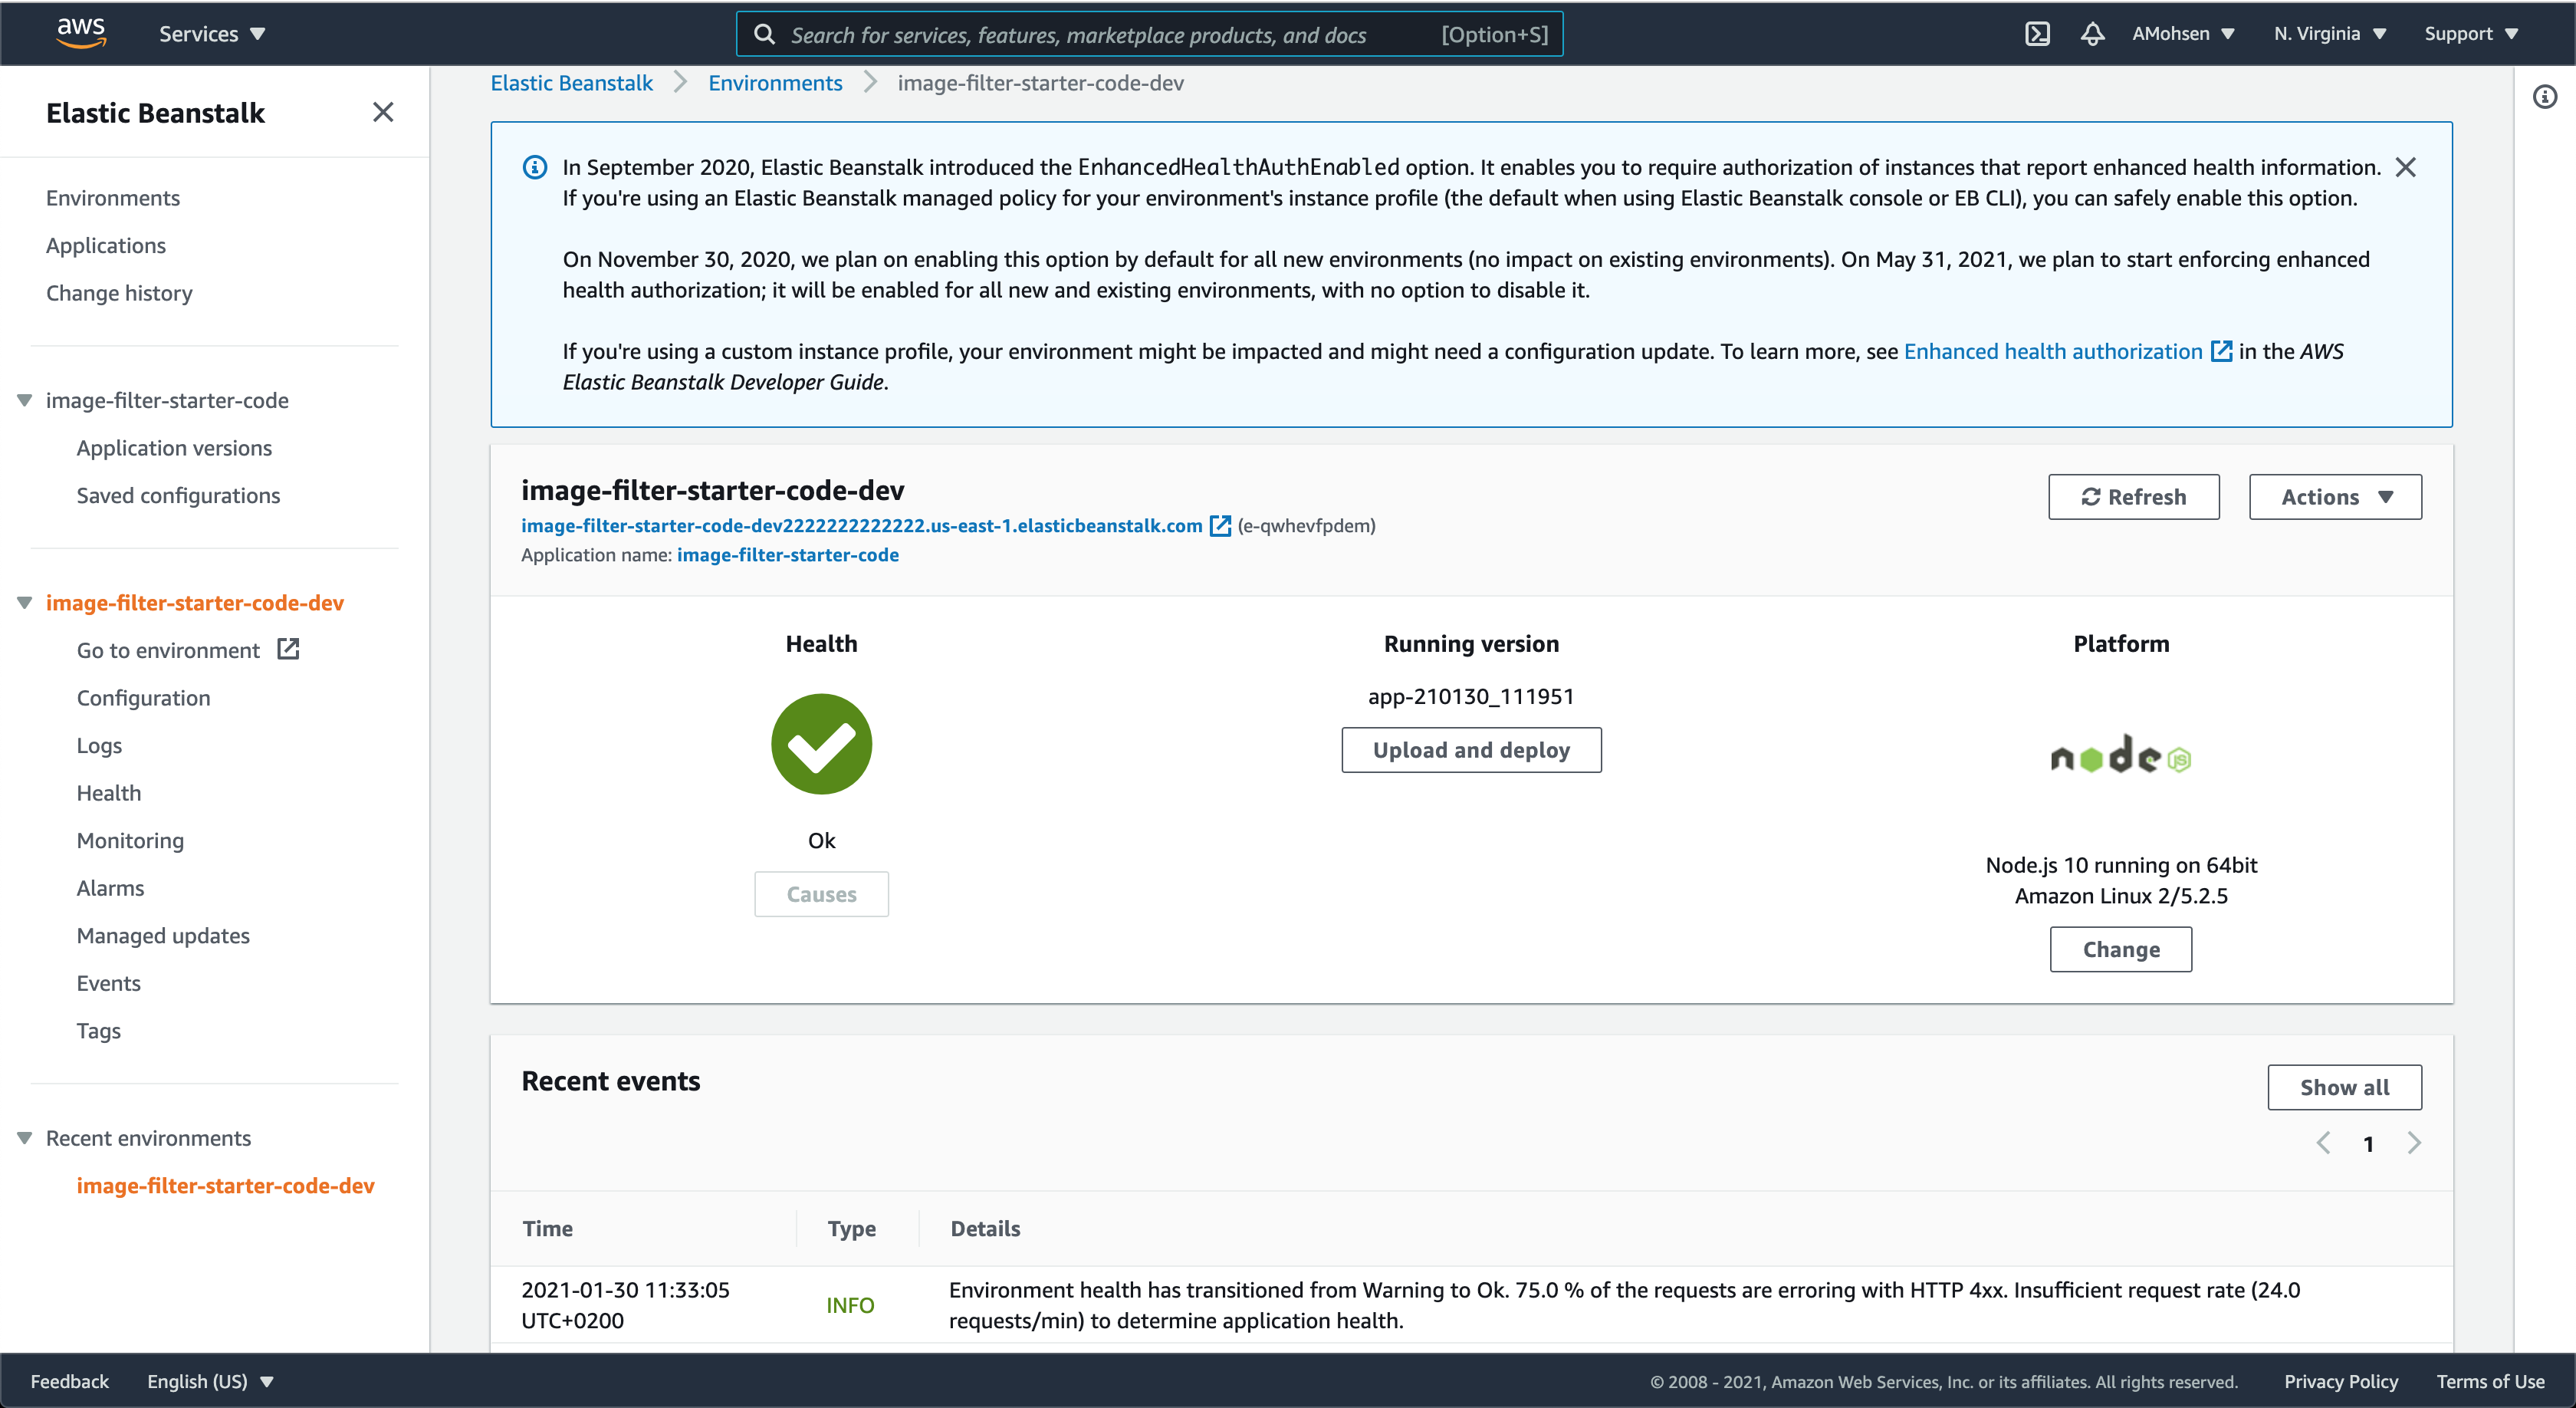 aws
Services
Search for services, features, marketplace products, and docs
[Option+S]
AMohsen
N. Virginia
Support
Elastic Beanstalk
Environments
Applications
Change history
image-filter-starter-code
Application versions
Saved configurations
image-filter-starter-code-dev
Go to environment
Configuration
Logs
Health
Monitoring
Alarms
Managed updates
Events
Tags
Recent environments
image-filter-starter-code-dev
Elastic Beanstalk
Environments
image-filter-starter-code-dev
In September 2020, Elastic Beanstalk introduced the EnhancedHealthAuthEnabled option. It enables you to require authorization of instances that report enhanced health information.
If you're using an Elastic Beanstalk managed policy for your environment's instance profile (the default when using Elastic Beanstalk console or EB CLI), you can safely enable this option.
On November 30, 2020, we plan on enabling this option by default for all new environments (no impact on existing environments). On May 31, 2021, we plan to start enforcing enhanced
health authorization; it will be enabled for all new and existing environments, with no option to disable it.
If you're using a custom instance profile, your environment might be impacted and might need a configuration update. To learn more, see Enhanced health authorization in the AWS
Elastic Beanstalk Developer Guide.
image-filter-starter-code-dev
Refresh
Actions
image-filter-starter-code-dev2222222222222.us-east-1.elasticbeanstalk.com (e-qwhevfpdem)
Application name: image-filter-starter-code
Health
Ok
Causes
Running version
app-210130_111951
Upload and deploy
Platform
node JS
Node.js 10 running on 64bit
Amazon Linux 2/5.2.5
Change
Recent events
Show all
1
Time
Type
Details
2021-01-30 11:33:05
UTC+0200
INFO
Environment health has transitioned from Warning to Ok. 75.0 % of the requests are erroring with HTTP 4xx. Insufficient request rate (24.0
requests/min) to determine application health.
Feedback
English (US)
© 2008 - 2021, Amazon Web Services, Inc. or its affiliates. All rights reserved.
Privacy Policy
Terms of Use